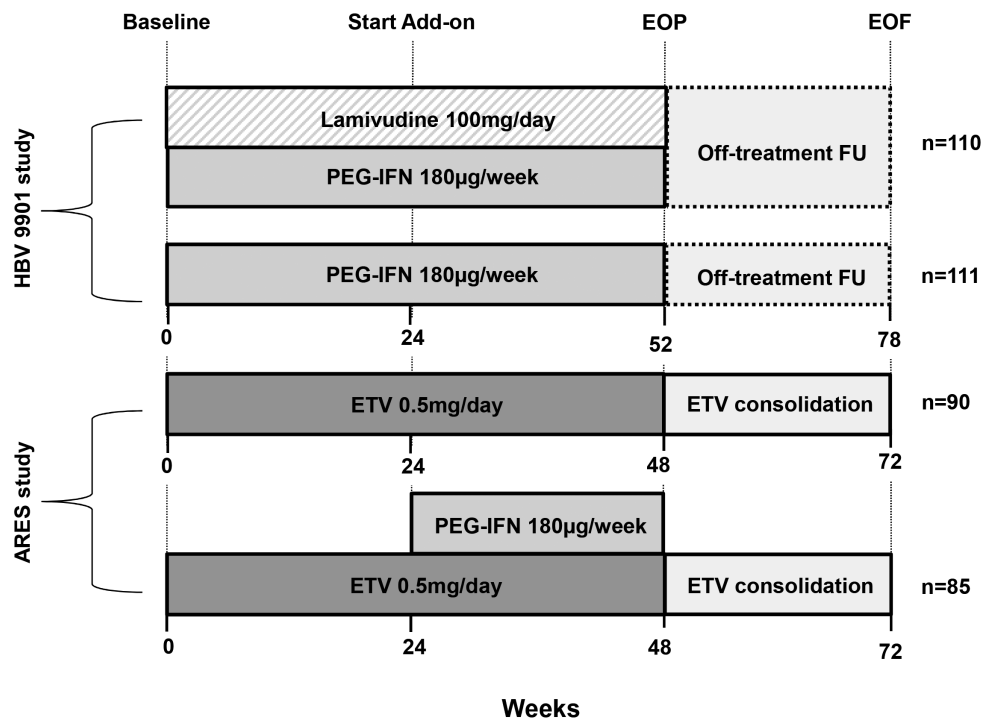 Baseline
Start Add-on
EOP
EOF
HBV 9901 study
Lamivudine 100mg/day
PEG-IFN 180µg/week
Off-treatment FU
n=110
PEG-IFN 180µg/week
Off-treatment FU
n=111
0
24
52
78
ARES study
ETV 0.5mg/day
ETV consolidation
n=90
0
24
48
72
PEG-IFN 180µg/week
ETV 0.5mg/day
ETV consolidation
n=85
0
24
48
72
Weeks